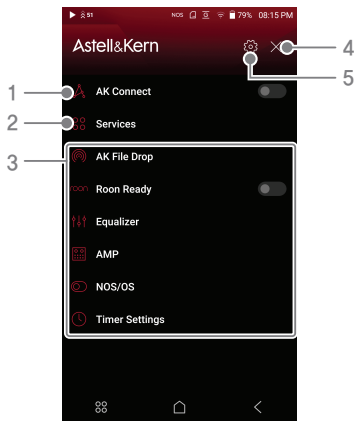 51 NOS 79% 08:15 PM
Astell&Kern
4
5
1 AK Connect
2 Services
3 AK File Drop
roon Roon Ready
Equalizer
AMP
NOS/OS
Timer Settings